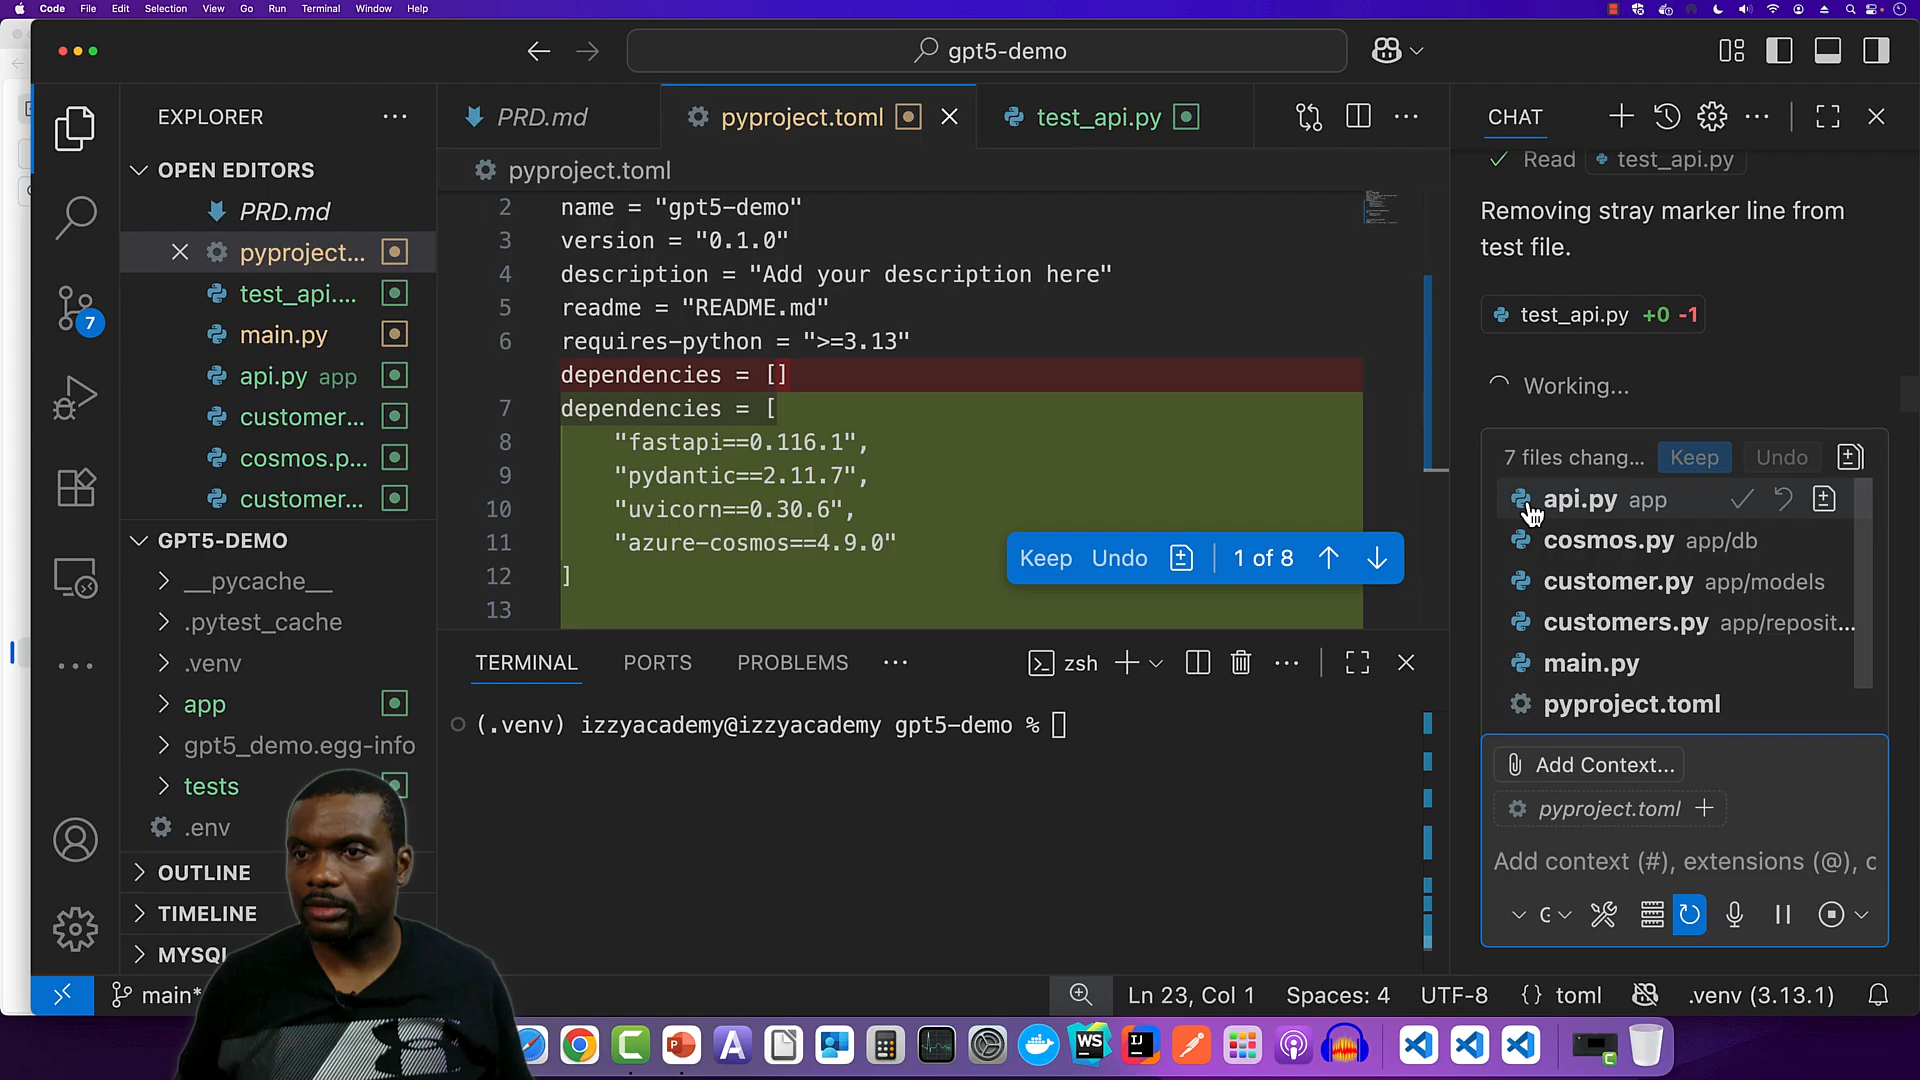 Code File Edit Selection View Go Run Terminal Window Help
gpt5-demo
EXPLORER
OPEN EDITORS
PRD.md
pyproject...
test_api....
main.py
api.py app
customer...
cosmos.p...
customer...
GPT5-DEMO
__pycache__
.pytest_cache
.venv
app
gpt5_demo.egg-info
tests
.env
OUTLINE
TIMELINE
MYSQL
7
PRD.md
pyproject.toml
test_api.py
pyproject.toml
2 name = "gpt5-demo"
3 version = "0.1.0"
4 description = "Add your description here"
5 readme = "README.md"
6 requires-python = ">=3.13"
dependencies = []
7 dependencies = [
8 "fastapi==0.116.1",
9 "pydantic==2.11.7",
10 "uvicorn==0.30.6",
11 "azure-cosmos==4.9.0"
12 ]
13
Keep Undo 1 of 8
TERMINAL PORTS PROBLEMS
zsh
(.venv) izzyacademy@izzyacademy gpt5-demo %
CHAT
Read test_api.py
Removing stray marker line from
test file.
test_api.py +0 -1
Working...
7 files chang... Keep Undo
api.py app
cosmos.py app/db
customer.py app/models
customers.py app/reposit...
main.py
pyproject.toml
Add Context...
pyproject.toml
Add context (#), extensions (@), c
main*
Ln 23, Col 1 Spaces: 4 UTF-8 {} toml .venv (3.13.1)
WS
IJ